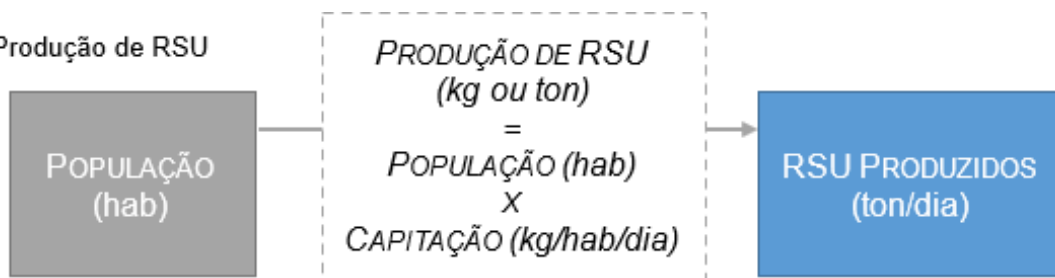 Produção de RSU
POPULAÇÃO
(hab)
PRODUÇÃO DE RSU
(kg ou ton)
=
POPULAÇÃO (hab)
X
CAPITAÇÃO (kg/hab/dia)
RSU PRODUZIDOS
(ton/dia)